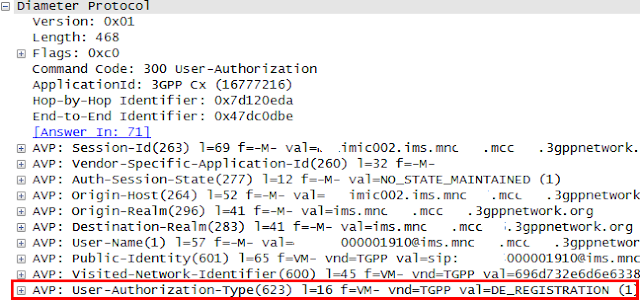 Diameter Protocol
Version: 0x01
Length: 468
Flags: 0xc0
Command Code: 300 User-Authorization
ApplicationId: 3GPP Cx (16777216)
Hop-by-Hop Identifier: 0x7d120eda
End-to-End Identifier: 0x47dc0dbe
[Answer In: 71]
AVP: Session-Id(263) l=69 f=-M- val= imic002.ims.mnc .mcc .3gppnetwork.
AVP: Vendor-Specific-Application-Id(260) l=32 f=-M-
AVP: Auth-Session-State(277) l=12 f=-M- val=NO_STATE_MAINTAINED (1)
AVP: Origin-Host(264) l=52 f=-M- val= imic002.ims.mnc .mcc .3gppnetwork.
AVP: Origin-Realm(296) l=41 f=-M- val=ims.mnc .mcc .3gppnetwork.org
AVP: Destination-Realm(283) l=41 f=-M- val=ims.mnc .mcc .3gppnetwork.org
AVP: User-Name(1) l=57 f=-M- val= 000001910@ims.mnc .mcc .3gppnetwork.
AVP: Public-Identity(601) l=65 f=VM- vnd=TGPP val=sip: 000001910@ims.mnc .mcc
AVP: Visited-Network-Identifier(600) l=45 f=VM- vnd=TGPP val=696d732e6d6e6338
AVP: User-Authorization-Type(623) l=16 f=VM- vnd=TGPP val=DE_REGISTRATION (1)